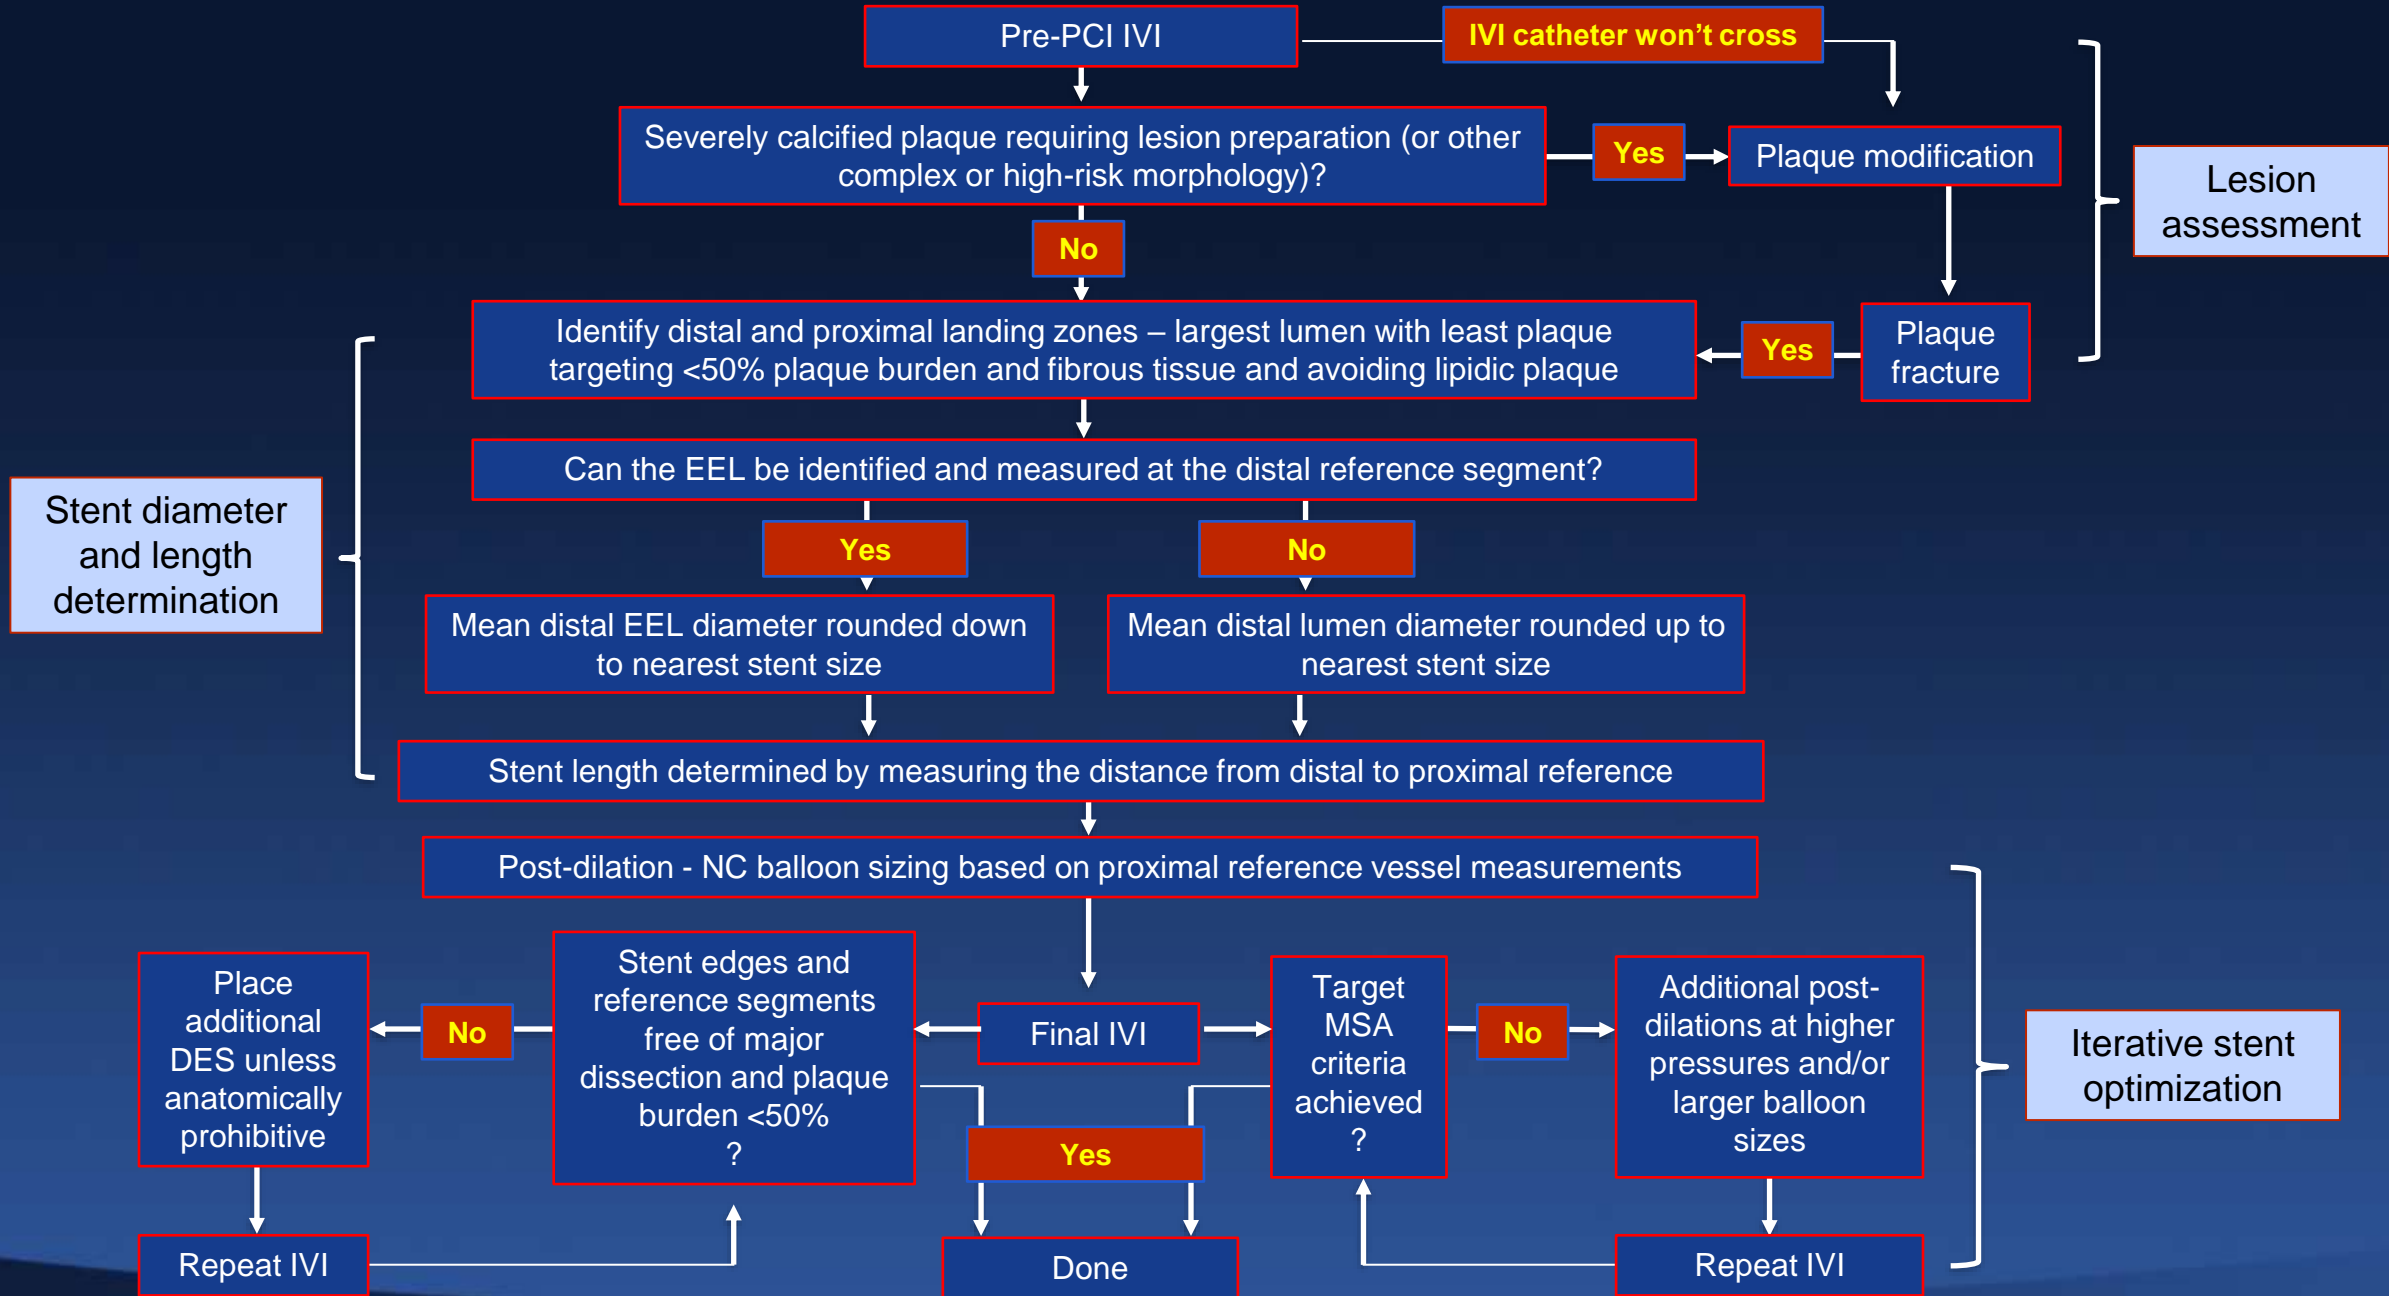 Pre-PCI IVI
IVI catheter won’t cross
Severely calcified plaque requiring lesion preparation (or other
complex or high-risk morphology)?
Yes
Plaque modification
Lesion
assessment
No
Identify distal and proximal landing zones – largest lumen with least plaque
targeting <50% plaque burden and fibrous tissue and avoiding lipidic plaque
Yes
Plaque
fracture
Can the EEL be identified and measured at the distal reference segment?
Stent diameter
and length
determination
Yes
No
Mean distal EEL diameter rounded down
to nearest stent size
Mean distal lumen diameter rounded up to
nearest stent size
Stent length determined by measuring the distance from distal to proximal reference
Post-dilation - NC balloon sizing based on proximal reference vessel measurements
Place
additional
DES unless
anatomically
prohibitive
No
Stent edges and
reference segments
free of major
dissection and plaque
burden <50%
?
Final IVI
Target
MSA
criteria
achieved
?
No
Additional post-
dilations at higher
pressures and/or
larger balloon
sizes
Iterative stent
optimization
Yes
Repeat IVI
Done
Repeat IVI